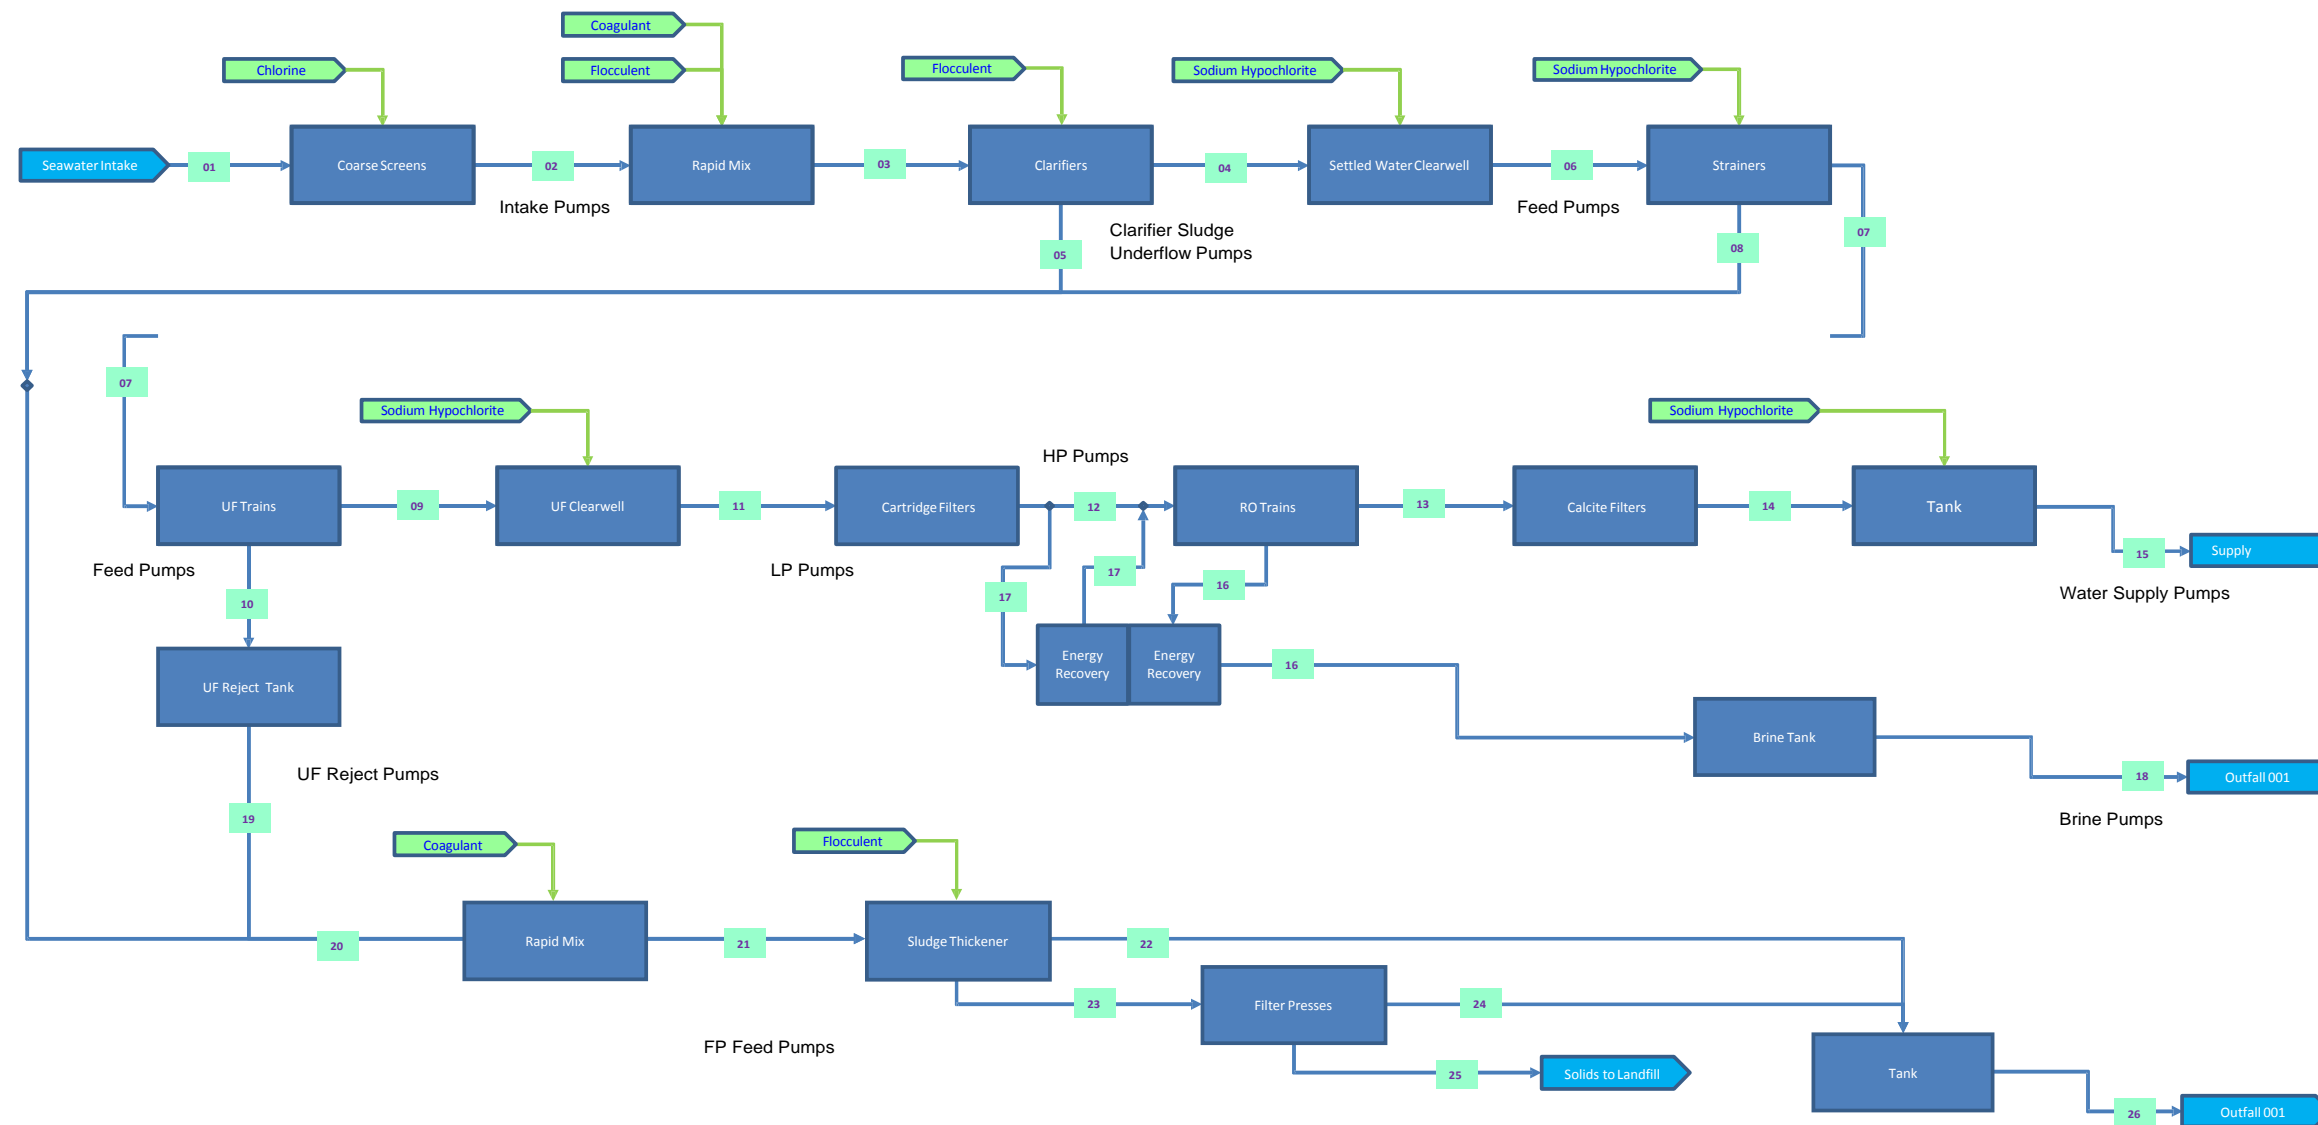 Coagulant
Chlorine
Flocculent
Flocculent
Sodium Hypochlorite
Sodium Hypochlorite
Seawater Intake
01
Coarse Screens
02
Rapid Mix
03
Clarifiers
04
Settled Water Clearwell
06
Strainers
Intake Pumps
Feed Pumps
Clarifier Sludge
Underflow Pumps
05
08
07
07
Sodium Hypochlorite
Sodium Hypochlorite
HP Pumps
UF Trains
09
UF Clearwell
11
Cartridge Filters
12
RO Trains
13
Calcite Filters
14
Tank
15
Supply
Feed Pumps
LP Pumps
17
17
16
Water Supply Pumps
10
UF Reject Tank
Energy
Recovery
Energy
Recovery
16
Brine Tank
18
Outfall 001
UF Reject Pumps
Brine Pumps
19
Coagulant
Flocculent
20
Rapid Mix
21
Sludge Thickener
22
23
Filter Presses
24
FP Feed Pumps
25
Solids to Landfill
Tank
26
Outfall 001